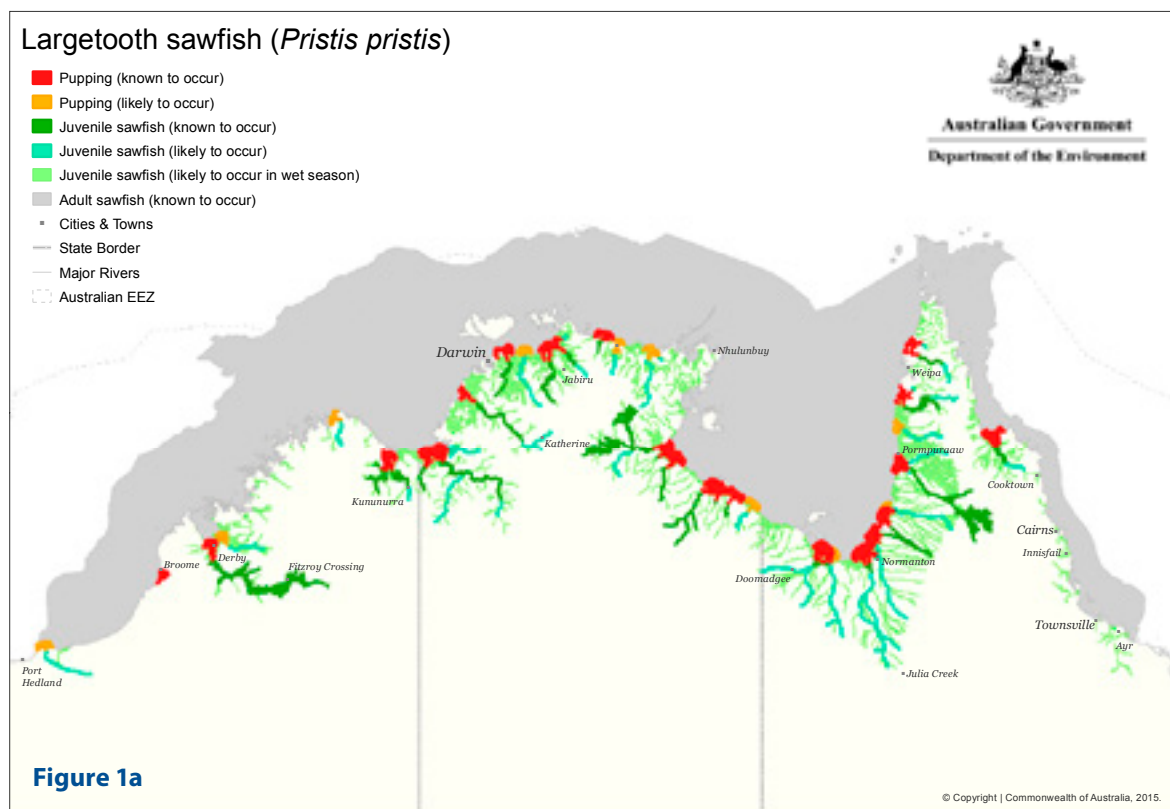 Largetooth sawfish (Pristis pristis)
Pupping (known to occur)
Pupping (likely to occur)
Juvenile sawfish (known to occur)
Juvenile sawfish (likely to occur)
Juvenile sawfish (likely to occur in wet season)
Adult sawfish (known to occur)
Cities & Towns
State Border
Major Rivers
Australian EEZ
Australian Government
Department of the Environment
Darwin
Nhulunbuy
Jabiru
Weipa
Katherine
Pormpuraaw
Cooktown
Kununurra
Cairns
Innisfail
Broome
Derby
Fitzroy Crossing
Doomadgee
Normanton
Townsville
Ayr
Port
Hedland
Julia Creek
Figure 1a
© Copyright | Commonwealth of Australia, 2015.